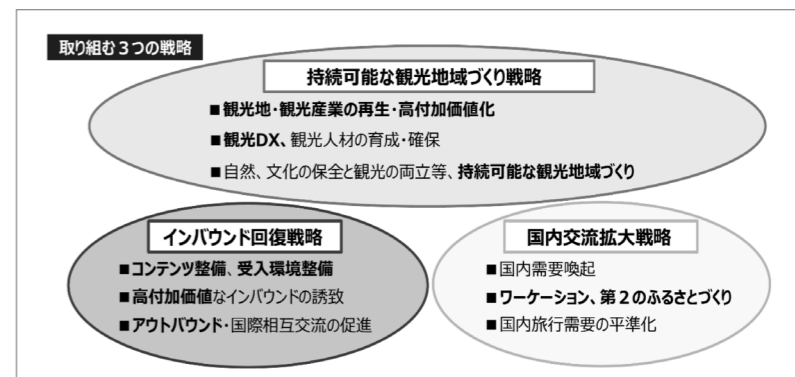 取り組む３つの戦略
持続可能な観光地域づくり戦略
■観光地・観光産業の再生・高付加価値化
■観光DX、観光人材の育成・確保
■自然、文化の保全と観光の両立等、持続可能な観光地域づくり
インバウンド回復戦略
■コンテンツ整備、受入環境整備
■高付加価値なインバウンドの誘致
■アウトバウンド・国際相互交流の促進
国内交流拡大戦略
■国内需要喚起
■ワーケーション、第２のふるさとづくり
■国内旅行需要の平準化